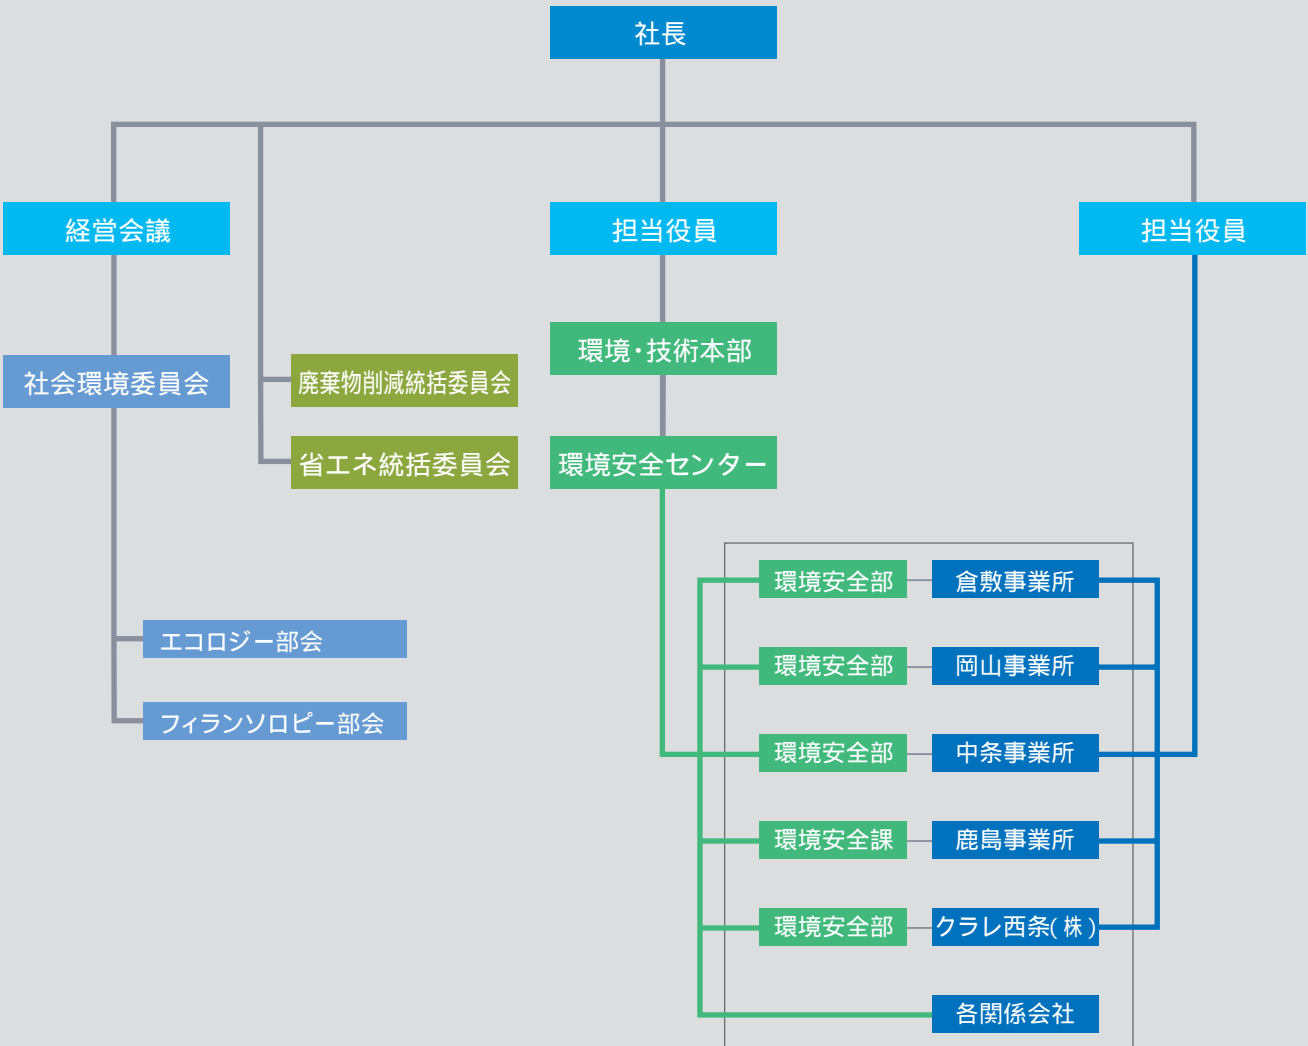 社長
経営会議
担当役員
担当役員
環境・技術本部
社会環境委員会
廃棄物削減統括委員会
省エネ統括委員会
環境安全センター
環境安全部
倉敷事業所
エコロジー部会
環境安全部
岡山事業所
フィランソロピー部会
環境安全部
中条事業所
環境安全課
鹿島事業所
環境安全部
クラレ西条(株)
各関係会社